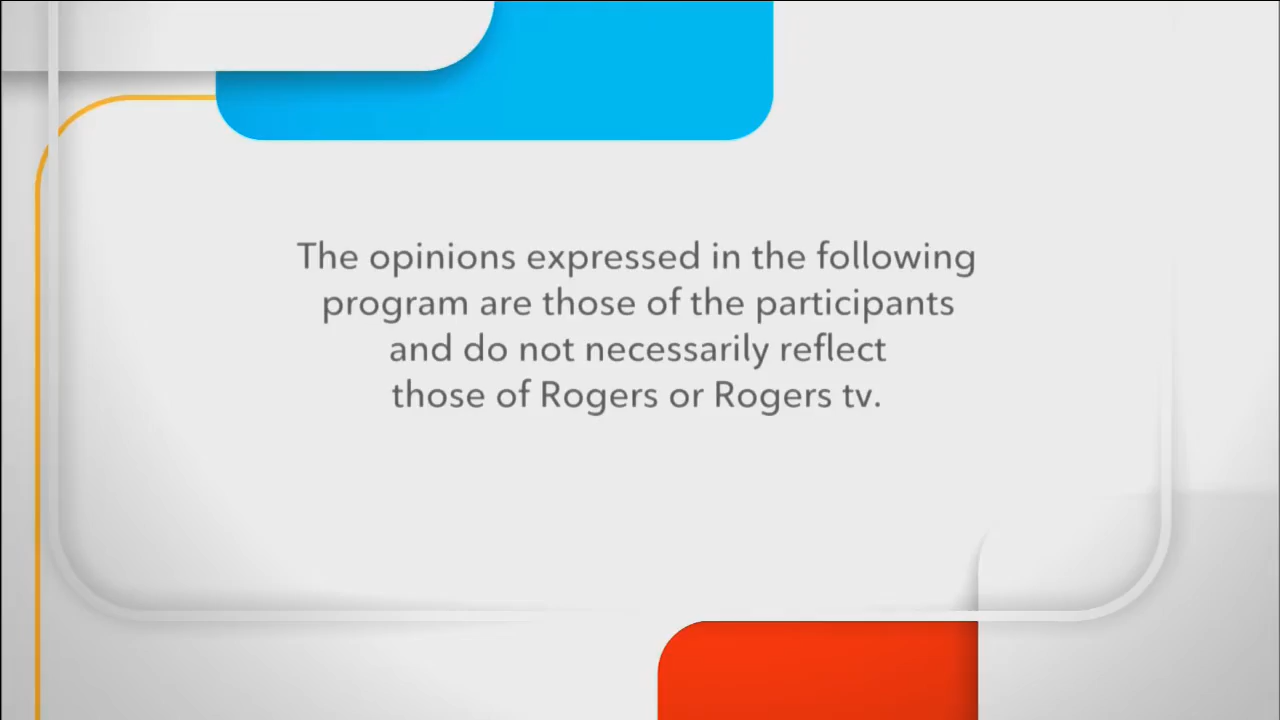 The opinions expressed in the following
program are those of the participants
and do not necessarily reflect
those of Rogers or Rogers tv.